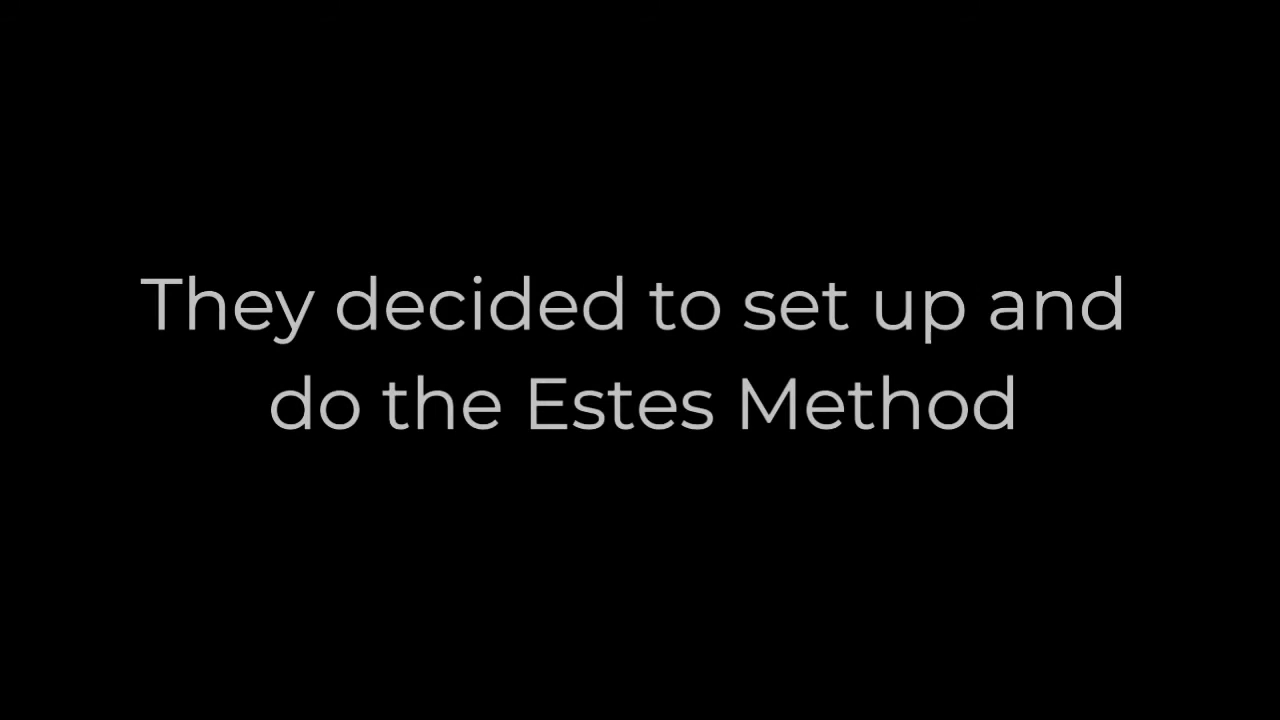 They decided to set up and
do the Estes Method